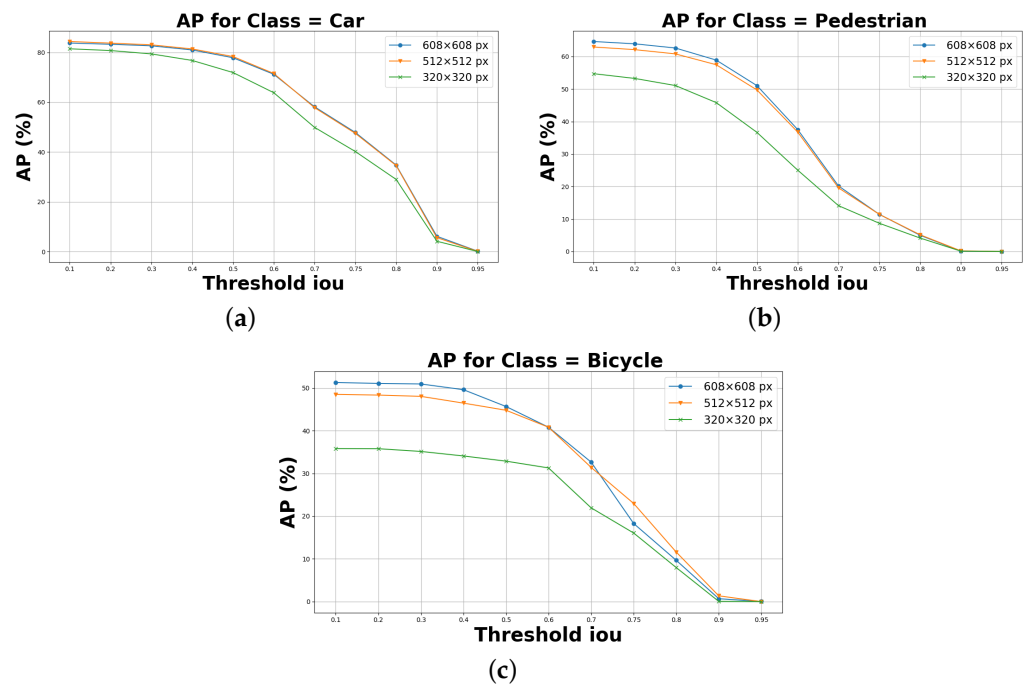 AP for Class = Car
608×608 px
512×512 px
320×320 px
AP (%)
80
60
40
20
0
0.1 0.2 0.3 0.4 0.5 0.6 0.7 0.75 0.8 0.9 0.95
Threshold iou
(a)
AP for Class = Pedestrian
608×608 px
512×512 px
320×320 px
AP (%)
60
50
40
30
20
10
0
0.1 0.2 0.3 0.4 0.5 0.6 0.7 0.75 0.8 0.9 0.95
Threshold iou
(b)
AP for Class = Bicycle
608×608 px
512×512 px
320×320 px
AP (%)
50
40
30
20
10
0
0.1 0.2 0.3 0.4 0.5 0.6 0.7 0.75 0.8 0.9 0.95
Threshold iou
(c)